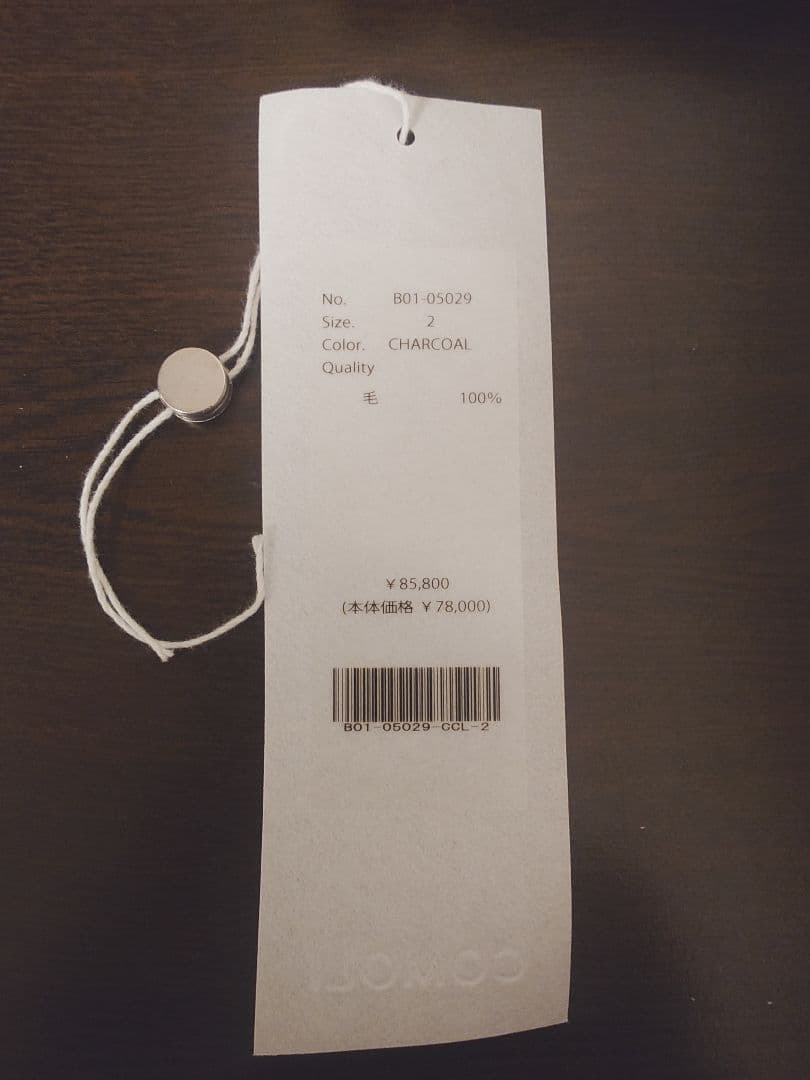 No. B01-05029
Size. 2
Color. CHARCOAL
Quality
毛 100%
¥85,800
(本体価格 ¥78,000)
B01-05029-CCL-2
COMOLI